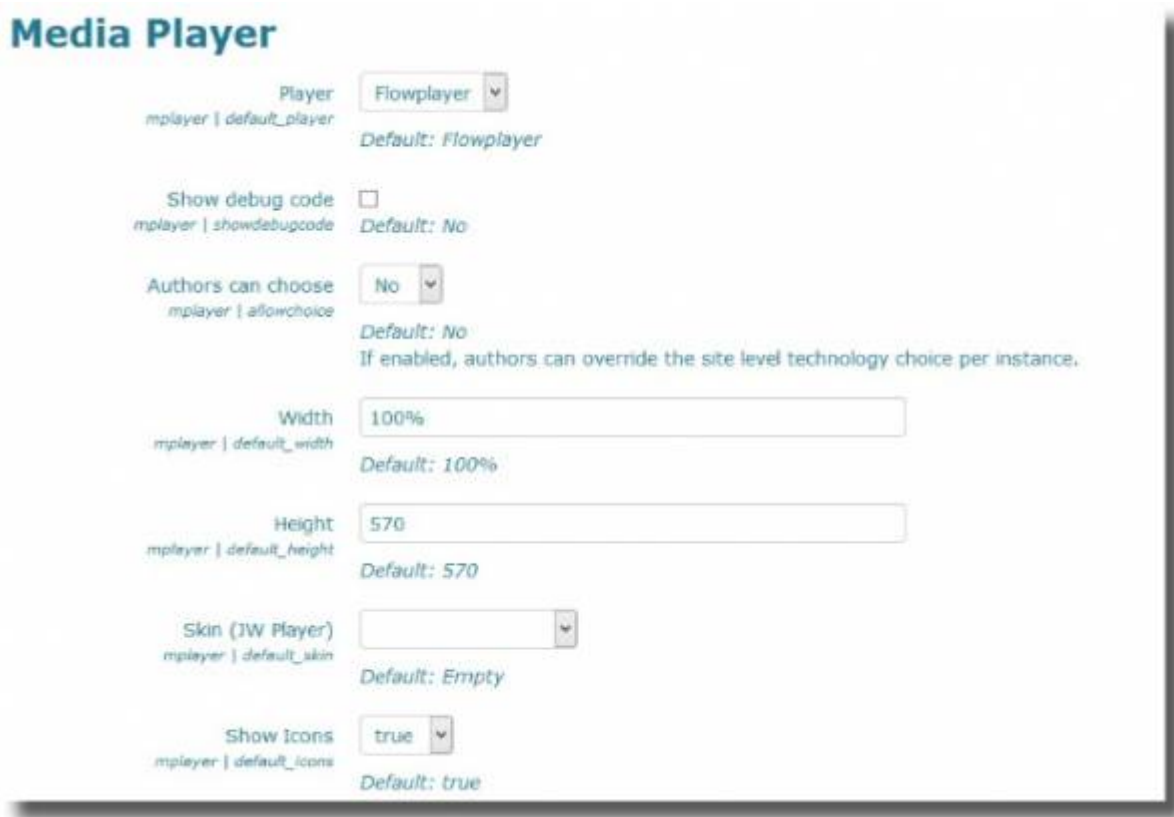 Media Player
Player
Flowplayer
mplayer | default_player
Default: Flowplayer
Show debug code
mplayer | showdebugcode
Default: No
Authors can choose
No
mplayer | allowchoice
Default: No
If enabled, authors can override the site level technology choice per instance.
Width
100%
mplayer | default_width
Default: 100%
Height
570
mplayer | default_height
Default: 570
Skin (JW Player)
mplayer | default_skin
Default: Empty
Show Icons
true
mplayer | default_icons
Default: true